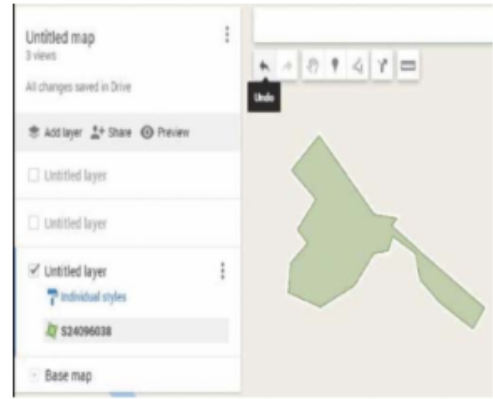 Untitled map
3 views
All changes saved in Drive
Undo
Add layer Share Preview
Untitled layer
Untitled layer
Untitled layer
Individual styles
S24096038
Base map